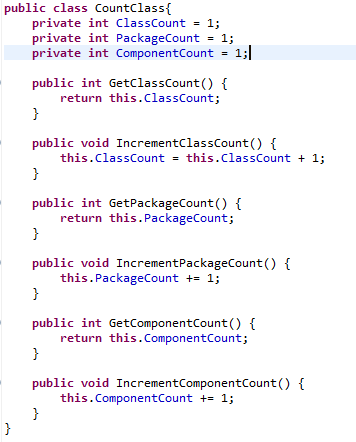 public class CountClass{
    private int ClassCount = 1;
    private int PackageCount = 1;
    private int ComponentCount = 1;
    public int GetClassCount() {
        return this.ClassCount;
    }
    public void IncrementClassCount() {
        this.ClassCount = this.ClassCount + 1;
    }
    public int GetPackageCount() {
        return this.PackageCount;
    }
    public void IncrementPackageCount() {
        this.PackageCount += 1;
    }
    public int GetComponentCount() {
        return this.ComponentCount;
    }
    public void IncrementComponentCount() {
        this.ComponentCount += 1;
    }
}